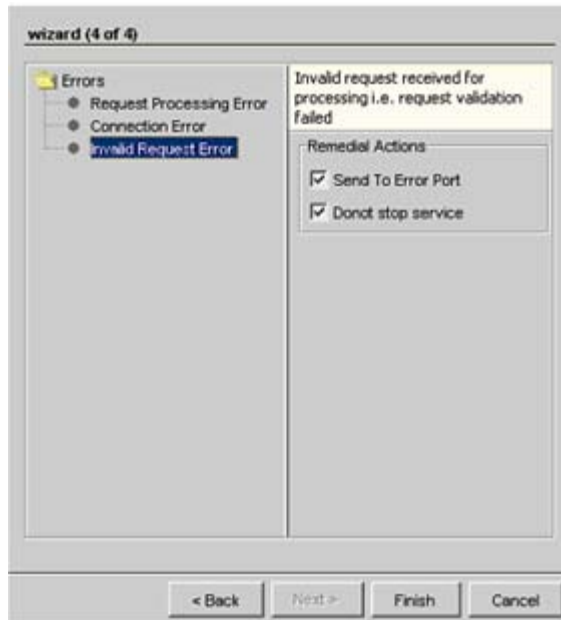 wizard (4 of 4)
Errors
Request Processing Error
Connection Error
Invalid Request Error
Invalid request received for
processing i.e. request validation
failed
Remedial Actions
Send To Error Port
Donot stop service
< Back
Next >
Finish
Cancel